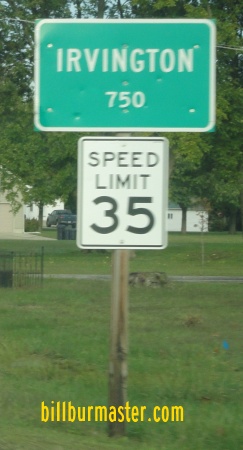 IRVINGTON
750
SPEED
LIMIT
35
billburmaster.com